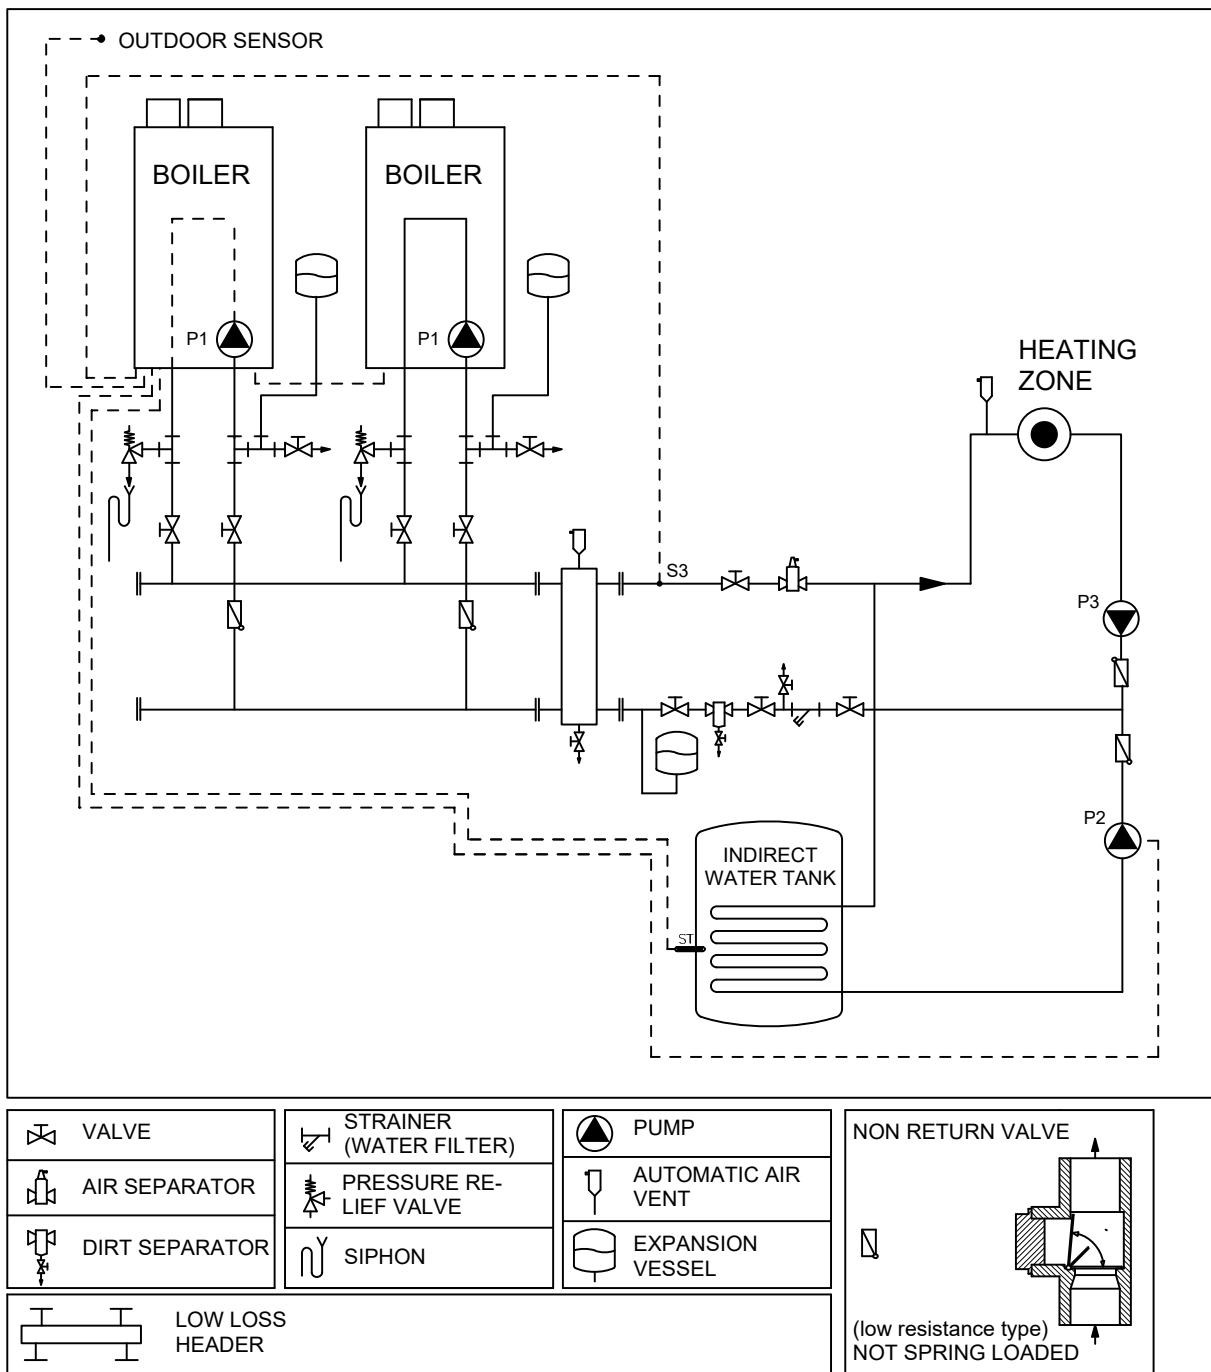 OUTDOOR SENSOR
BOILER
BOILER
P1
P1
HEATING
ZONE
S3
P3
P2
INDIRECT
WATER TANK
ST
VALVE
AIR SEPARATOR
DIRT SEPARATOR
STRAINER
(WATER FILTER)
PRESSURE RE-
LIEF VALVE
SIPHON
PUMP
AUTOMATIC AIR
VENT
EXPANSION
VESSEL
LOW LOSS
HEADER
NON RETURN VALVE
(low resistance type)
NOT SPRING LOADED